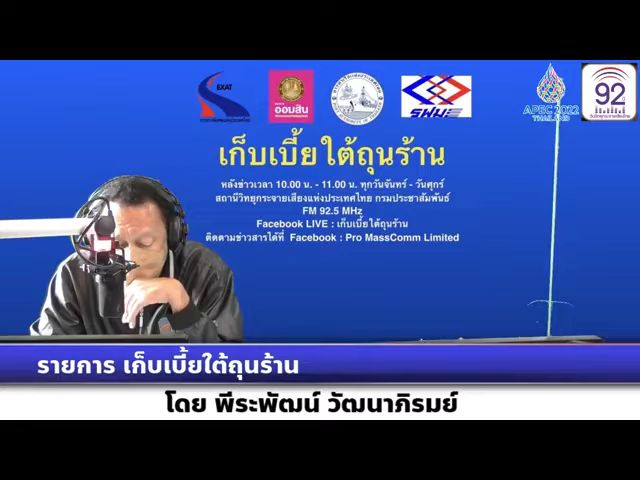 EXAT
ออมสิน
รฟม
APEC 2022
THAILAND
92
เก็บเบี้ยใต้ถุนร้าน
หลังข่าวเวลา 10.00 น. - 11.00 น. ทุกวันจันทร์ - วันศุกร์
สถานีวิทยุกระจายเสียงแห่งประเทศไทย กรมประชาสัมพันธ์
FM 92.5 MHz
Facebook LIVE : เก็บเบี้ยใต้ถุนร้าน
ติดตามข่าวสารได้ที่ Facebook : Pro MassComm Limited
รายการ เก็บเบี้ยใต้ถุนร้าน
โดย พีระพัฒน์ วัฒนาภิรมย์